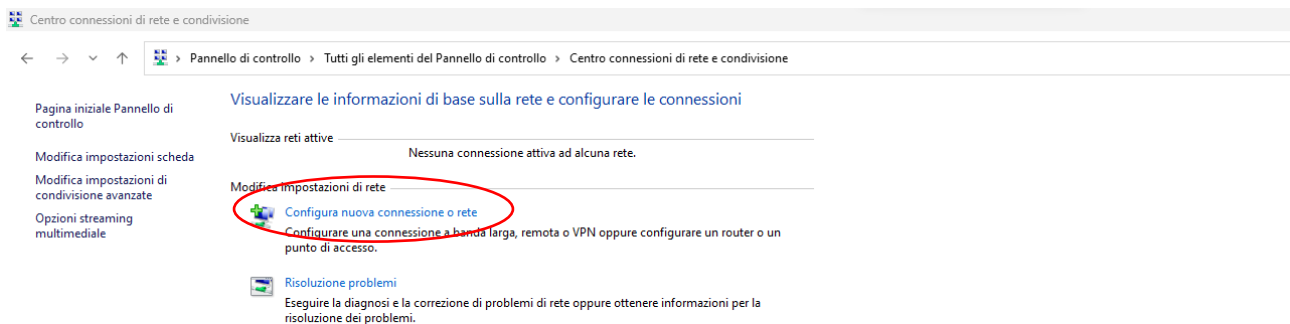 Centro connessioni di rete e condivisione
Pannello di controllo > Tutti gli elementi del Pannello di controllo > Centro connessioni di rete e condivisione
Pagina iniziale Pannello di
controllo
Modifica impostazioni scheda
Modifica impostazioni di
condivisione avanzate
Opzioni streaming
multimediale
Visualizzare le informazioni di base sulla rete e configurare le connessioni
Visualizza reti attive
Nessuna connessione attiva ad alcuna rete.
Modifica impostazioni di rete
Configura nuova connessione o rete
Configurare una connessione a banda larga, remota o VPN oppure configurare un router o un
punto di accesso.
Risoluzione problemi
Eseguire la diagnosi e la correzione di problemi di rete oppure ottenere informazioni per la
risoluzione dei problemi.